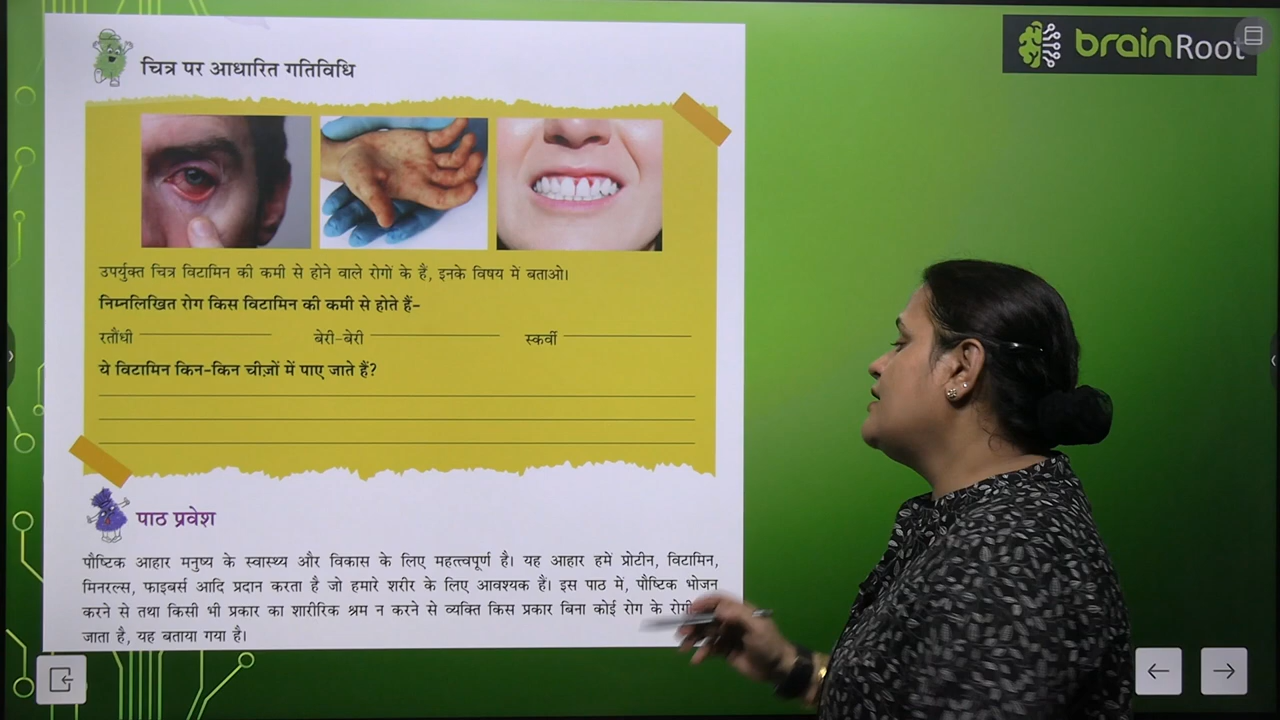 brainRoot
चित्र पर आधारित गतिविधि
उपर्युक्त चित्र विटामिन की कमी से होने वाले रोगों के हैं, इनके विषय में बताओ।
निम्नलिखित रोग किस विटामिन की कमी से होते हैं-
रतौंधी बेरी-बेरी स्कर्वी
ये विटामिन किन-किन चीज़ों में पाए जाते हैं?
पाठ प्रवेश
पौष्टिक आहार मनुष्य के स्वास्थ्य और विकास के लिए महत्त्वपूर्ण है। यह आहार हमें प्रोटीन, विटामिन,
मिनरल्स, फाइबर्स आदि प्रदान करता है जो हमारे शरीर के लिए आवश्यक हैं। इस पाठ में, पौष्टिक भोजन
करने से तथा किसी भी प्रकार का शारीरिक श्रम न करने से व्यक्ति किस प्रकार बिना कोई रोग के रोगी
जाता है, यह बताया गया है।